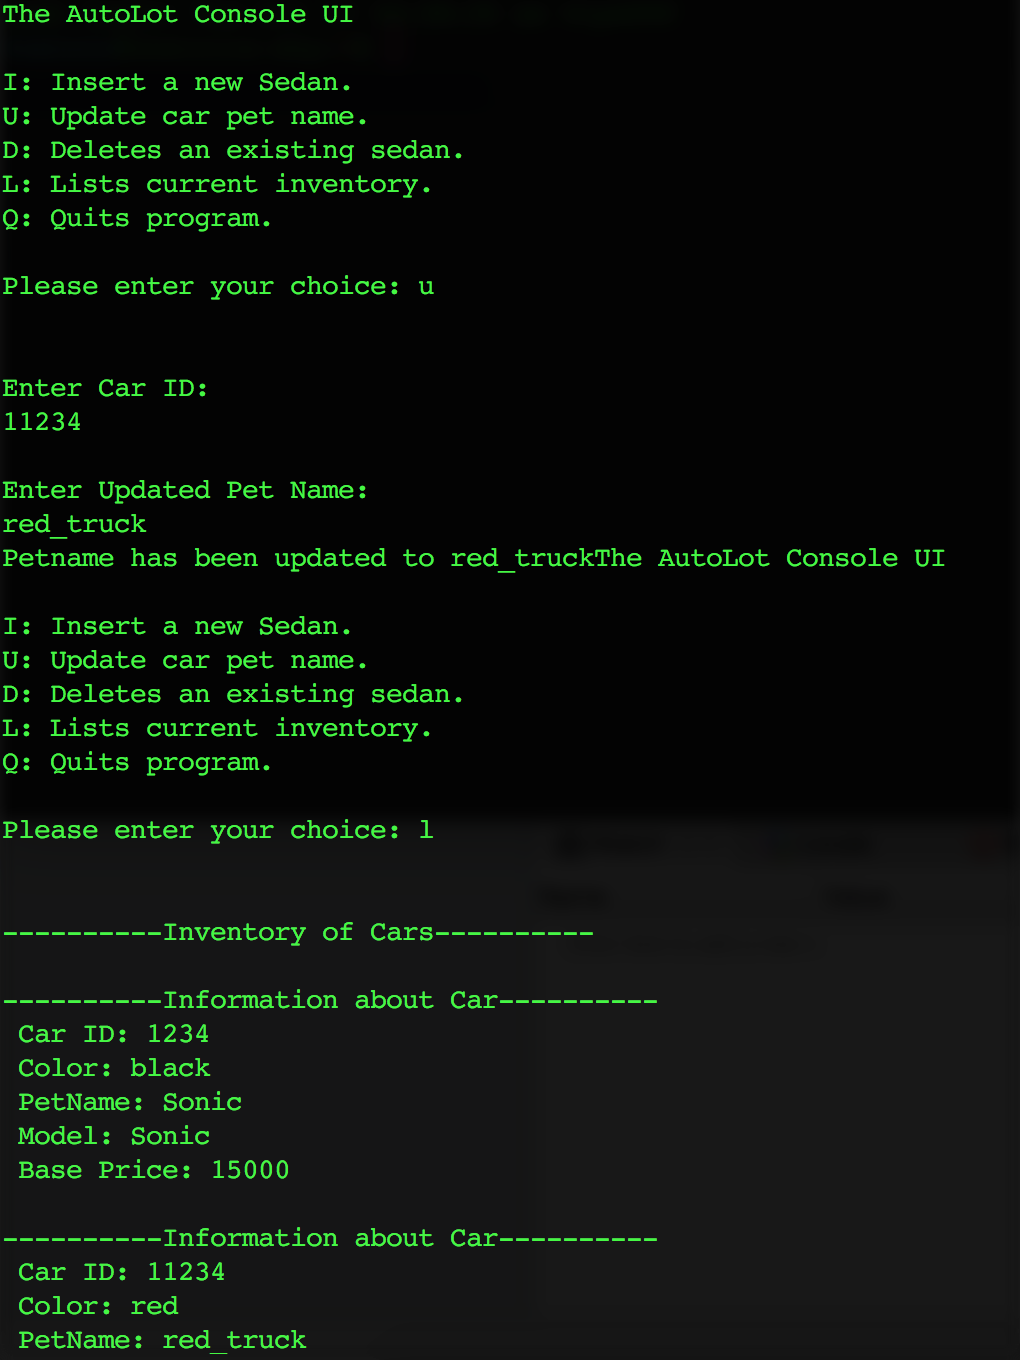 The AutoLot Console UI
I: Insert a new Sedan.
U: Update car pet name.
D: Deletes an existing sedan.
L: Lists current inventory.
Q: Quits program.
Please enter your choice: u
Enter Car ID:
11234
Enter Updated Pet Name:
red_truck
Petname has been updated to red_truckThe AutoLot Console UI
I: Insert a new Sedan.
U: Update car pet name.
D: Deletes an existing sedan.
L: Lists current inventory.
Q: Quits program.
Please enter your choice: l
----------Inventory of Cars----------
----------Information about Car----------
Car ID: 1234
Color: black
PetName: Sonic
Model: Sonic
Base Price: 15000
----------Information about Car----------
Car ID: 11234
Color: red
PetName: red_truck